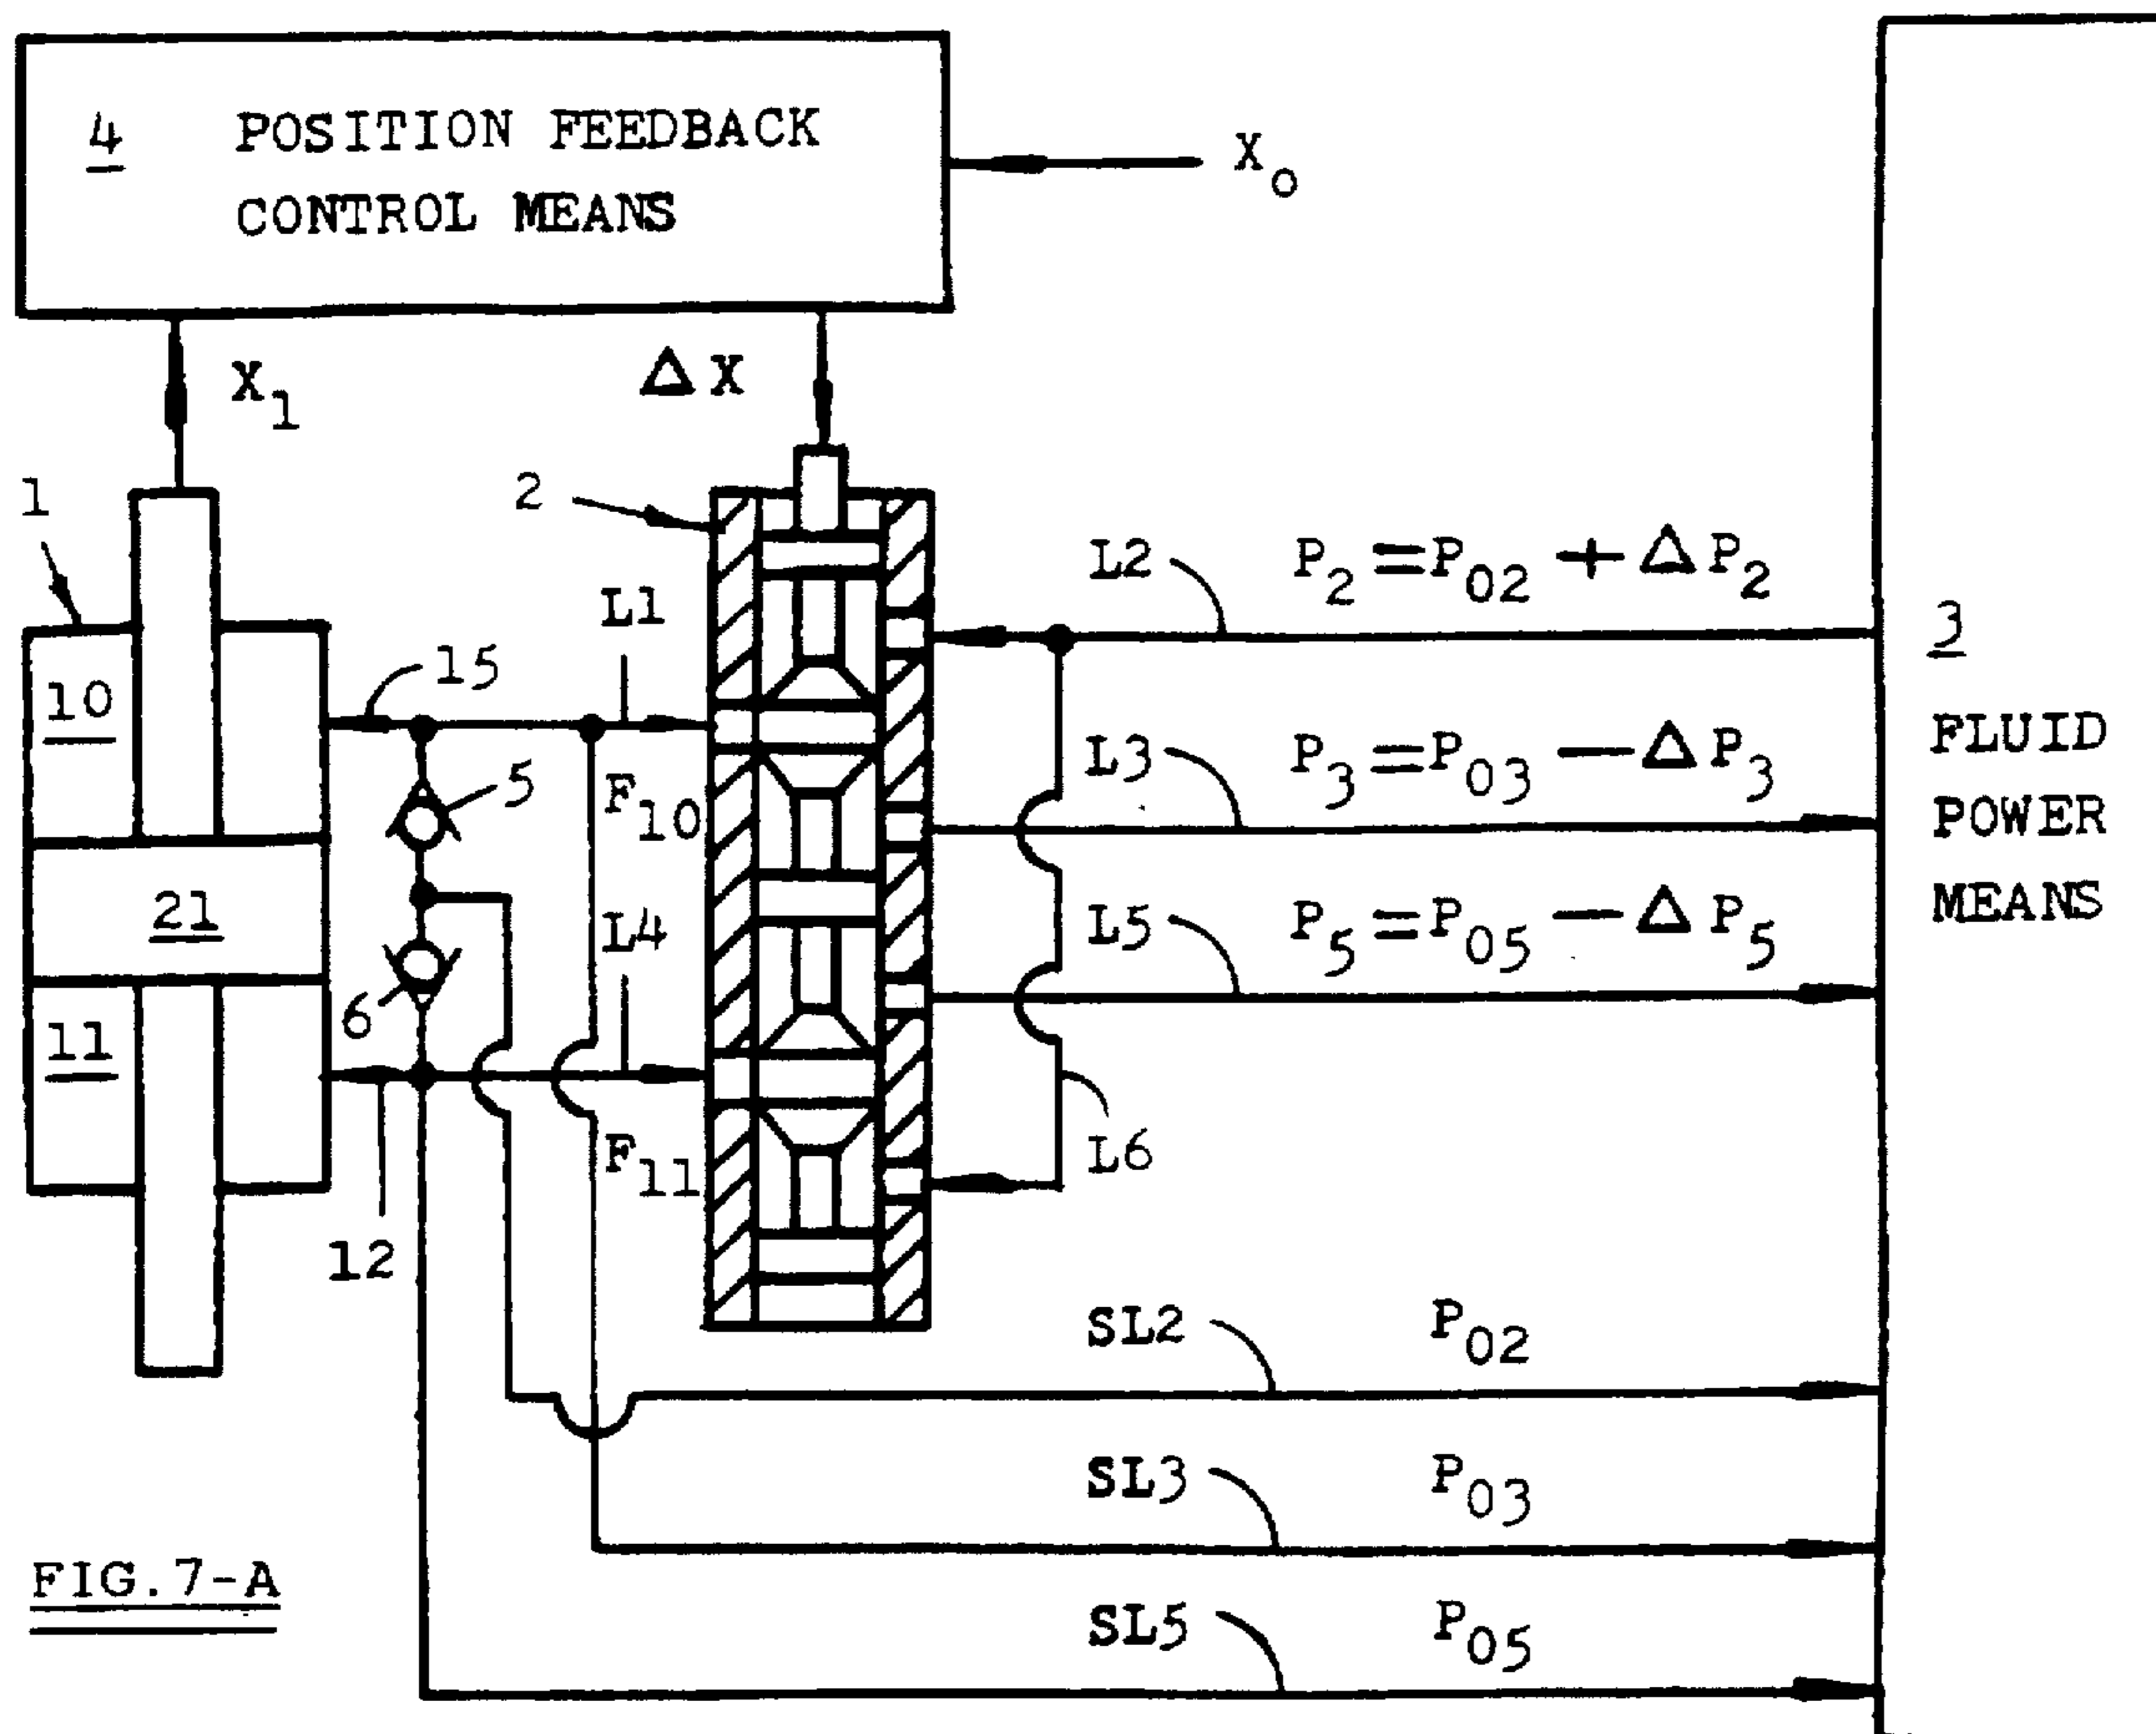 4 POSITION FEEDBACK
CONTROL MEANS
X₀
X₁
ΔX
1
2
L2
P₂=P₀₂+ΔP₂
3
L1
15
10
L3
P₃=P₀₃−ΔP₃
FLUID
POWER
MEANS
5
F₁₀
21
L4
L5
P₅=P₀₅−ΔP₅
6
11
F₁₁
L6
12
SL2
P₀₂
SL3
P₀₃
FIG.7-A
SL5
P₀₅